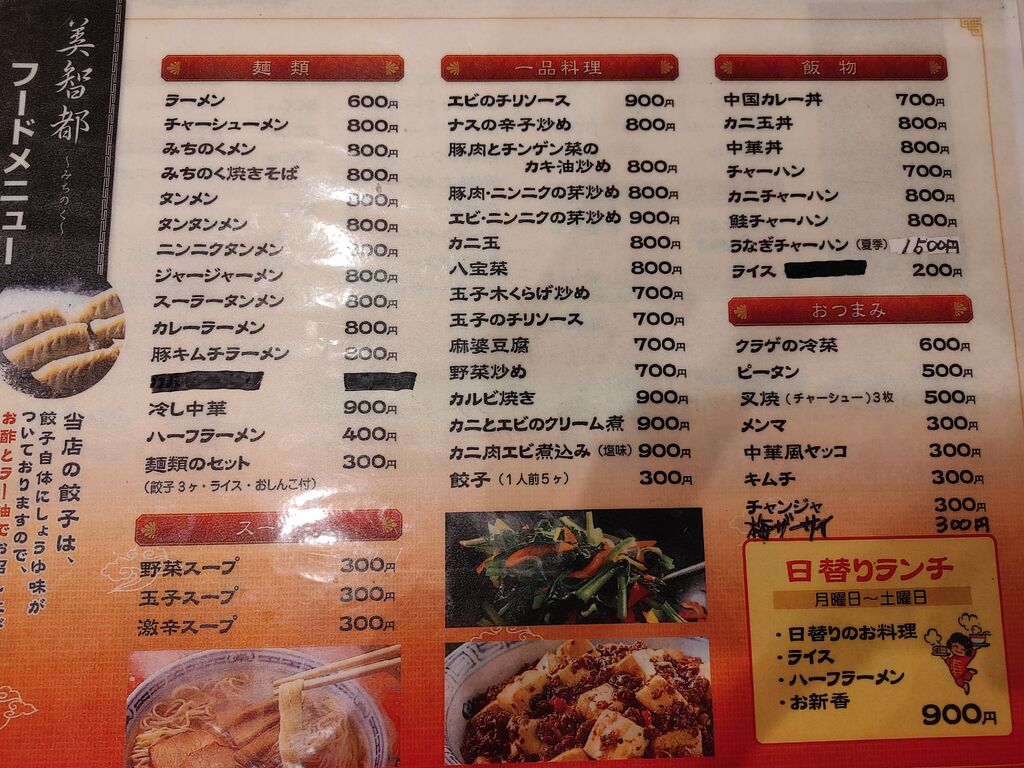 美智都
～みちのく～
フードメニュー
当店の餃子は、
餃子自体にしょうゆ味が
ついておりますので、
お酢とラー油で
麺類
ラーメン 600円
チャーシューメン 800円
みちのくメン 800円
みちのく焼きそば 800円
タンメン 800円
タンタンメン 800円
ニンニクタンメン 800円
ジャージャーメン 800円
スーラータンメン 800円
カレーラーメン 800円
豚キムチラーメン 800円
冷し中華 900円
ハーフラーメン 400円
麺類のセット 300円
(餃子3ヶ・ライス・おしんこ付)
スー
野菜スープ 300円
玉子スープ 300円
激辛スープ 300円
一品料理
エビのチリソース 900円
ナスの辛子炒め 800円
豚肉とチンゲン菜の
カキ油炒め 800円
豚肉・ニンニクの芽炒め 800円
エビ・ニンニクの芽炒め 900円
カニ玉 800円
八宝菜 800円
玉子木くらげ炒め 700円
玉子のチリソース 700円
麻婆豆腐 700円
野菜炒め 700円
カルビ焼き 900円
カニとエビのクリーム煮 900円
カニ肉エビ煮込み(塩味) 900円
餃子(1人前5ヶ) 300円
飯物
中国カレー丼 700円
カニ玉丼 800円
中華丼 800円
チャーハン 700円
カニチャーハン 800円
鮭チャーハン 800円
うなぎチャーハン(夏季) 1500円
ライス 200円
おつまみ
クラゲの冷菜 600円
ピータン 500円
叉焼(チャーシュー)3枚 500円
メンマ 300円
中華風ヤッコ 300円
キムチ 300円
チャンジャ 300円
梅ザーサイ 300円
日替りランチ
月曜日～土曜日
・日替りのお料理
・ライス
・ハーフラーメン
・お新香
900円